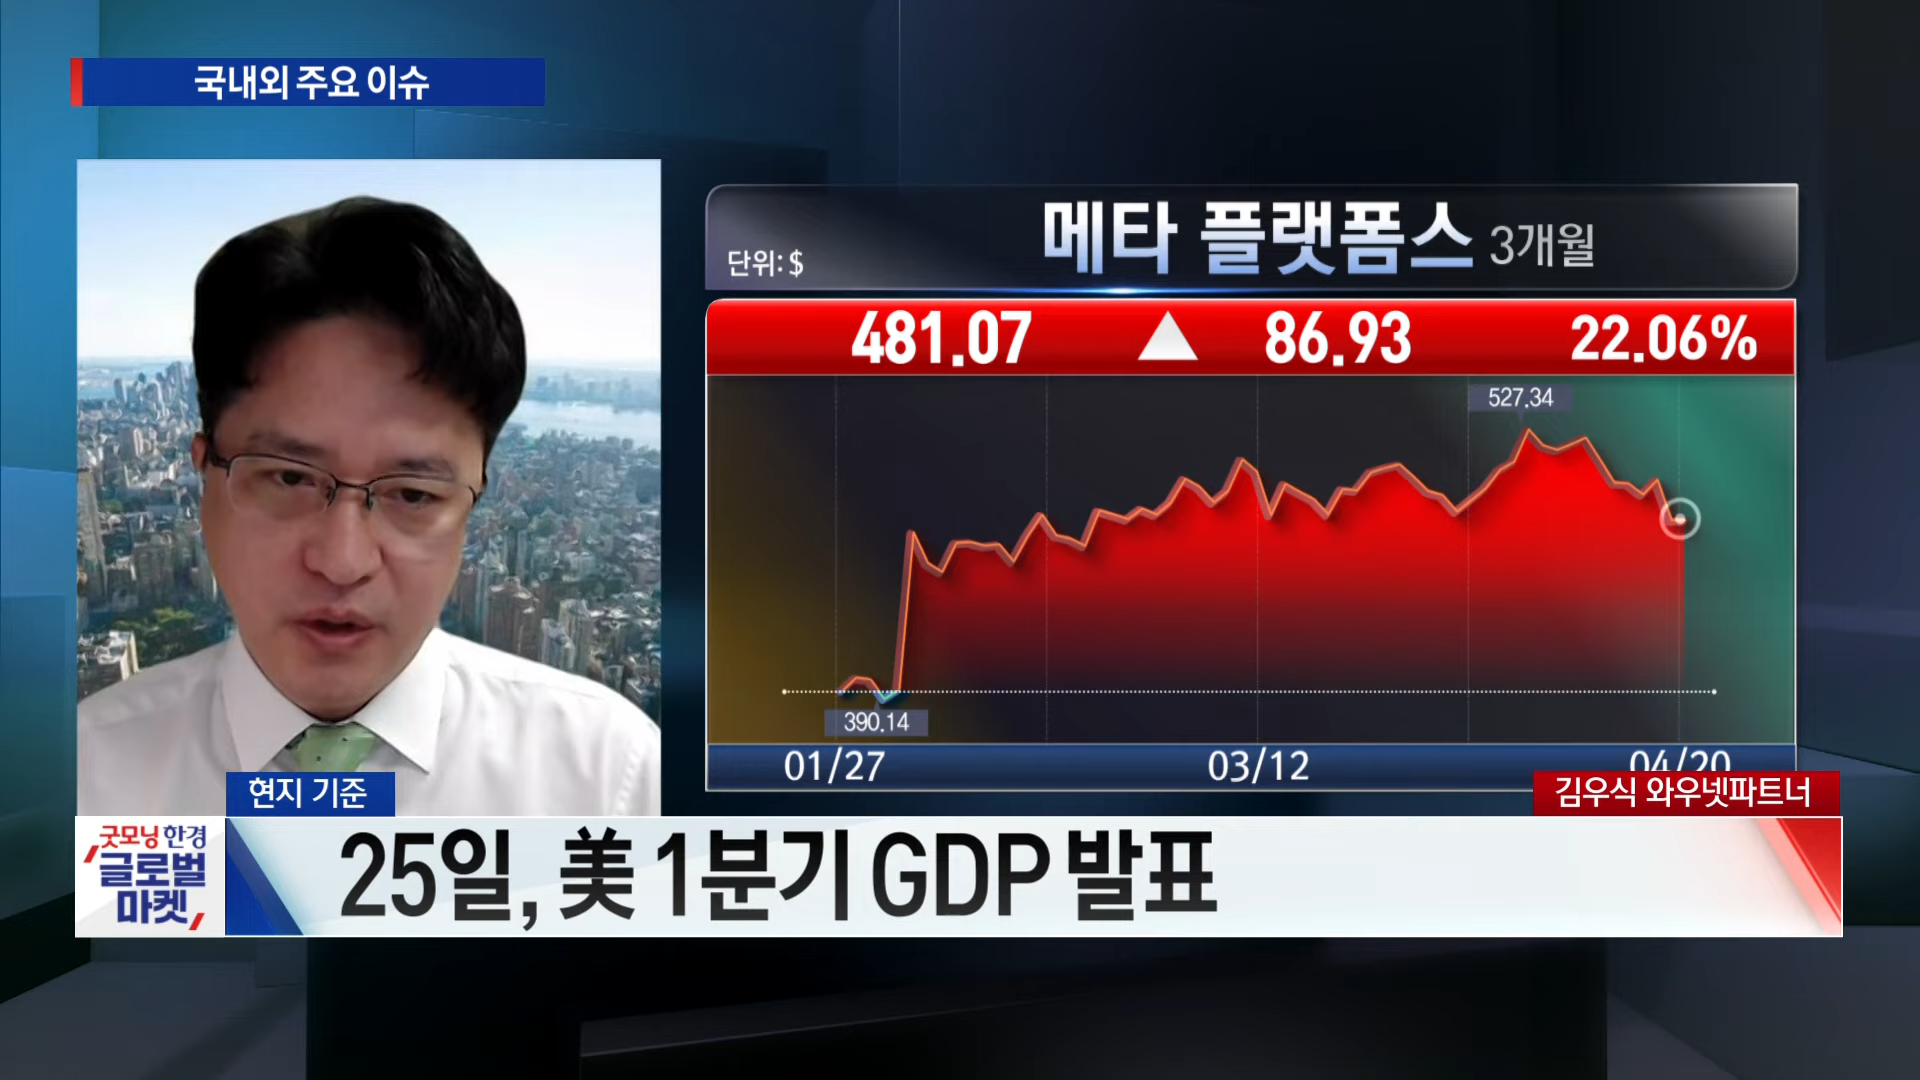 국내외 주요 이슈
메타 플랫폼스 3개월
단위: $
481.07 ▲ 86.93 22.06%
527.34
390.14
01/27 03/12 04/20
현지 기준
김우식 와우넷파트너
굿모닝 한경
글로벌
마켓
25일, 美 1분기 GDP 발표